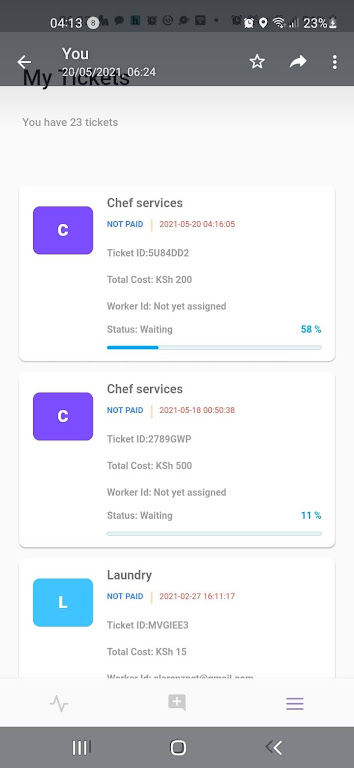 04:13 8 23%
You
20/05/2021, 06:24
My Tickets
You have 23 tickets
Chef services
C
NOT PAID 2021-05-20 04:16:05
Ticket ID:5U84DD2
Total Cost: KSh 200
Worker Id: Not yet assigned
Status: Waiting 58 %
Chef services
C
NOT PAID 2021-05-18 00:50:38
Ticket ID:2789GWP
Total Cost: KSh 500
Worker Id: Not yet assigned
Status: Waiting 11 %
Laundry
L
NOT PAID 2021-02-27 16:11:17
Ticket ID:MVGIEE3
Total Cost: KSh 15
Worker Id: